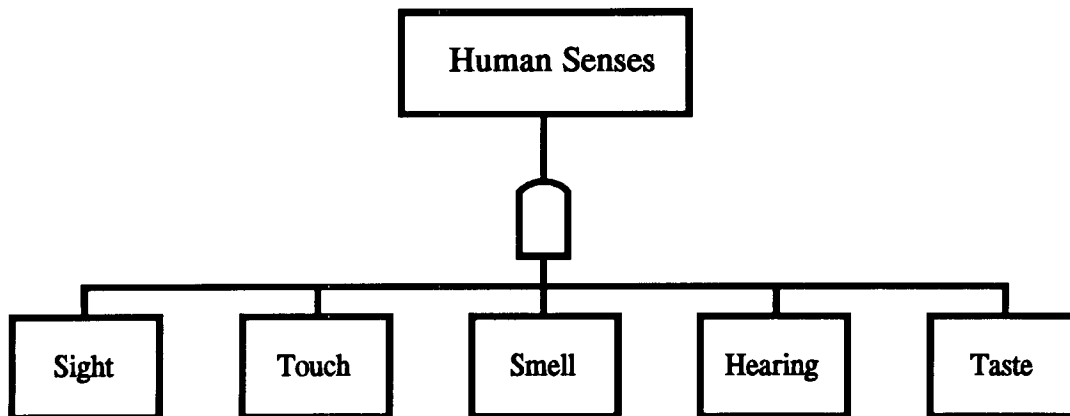 Human Senses
Sight
Touch
Smell
Hearing
Taste